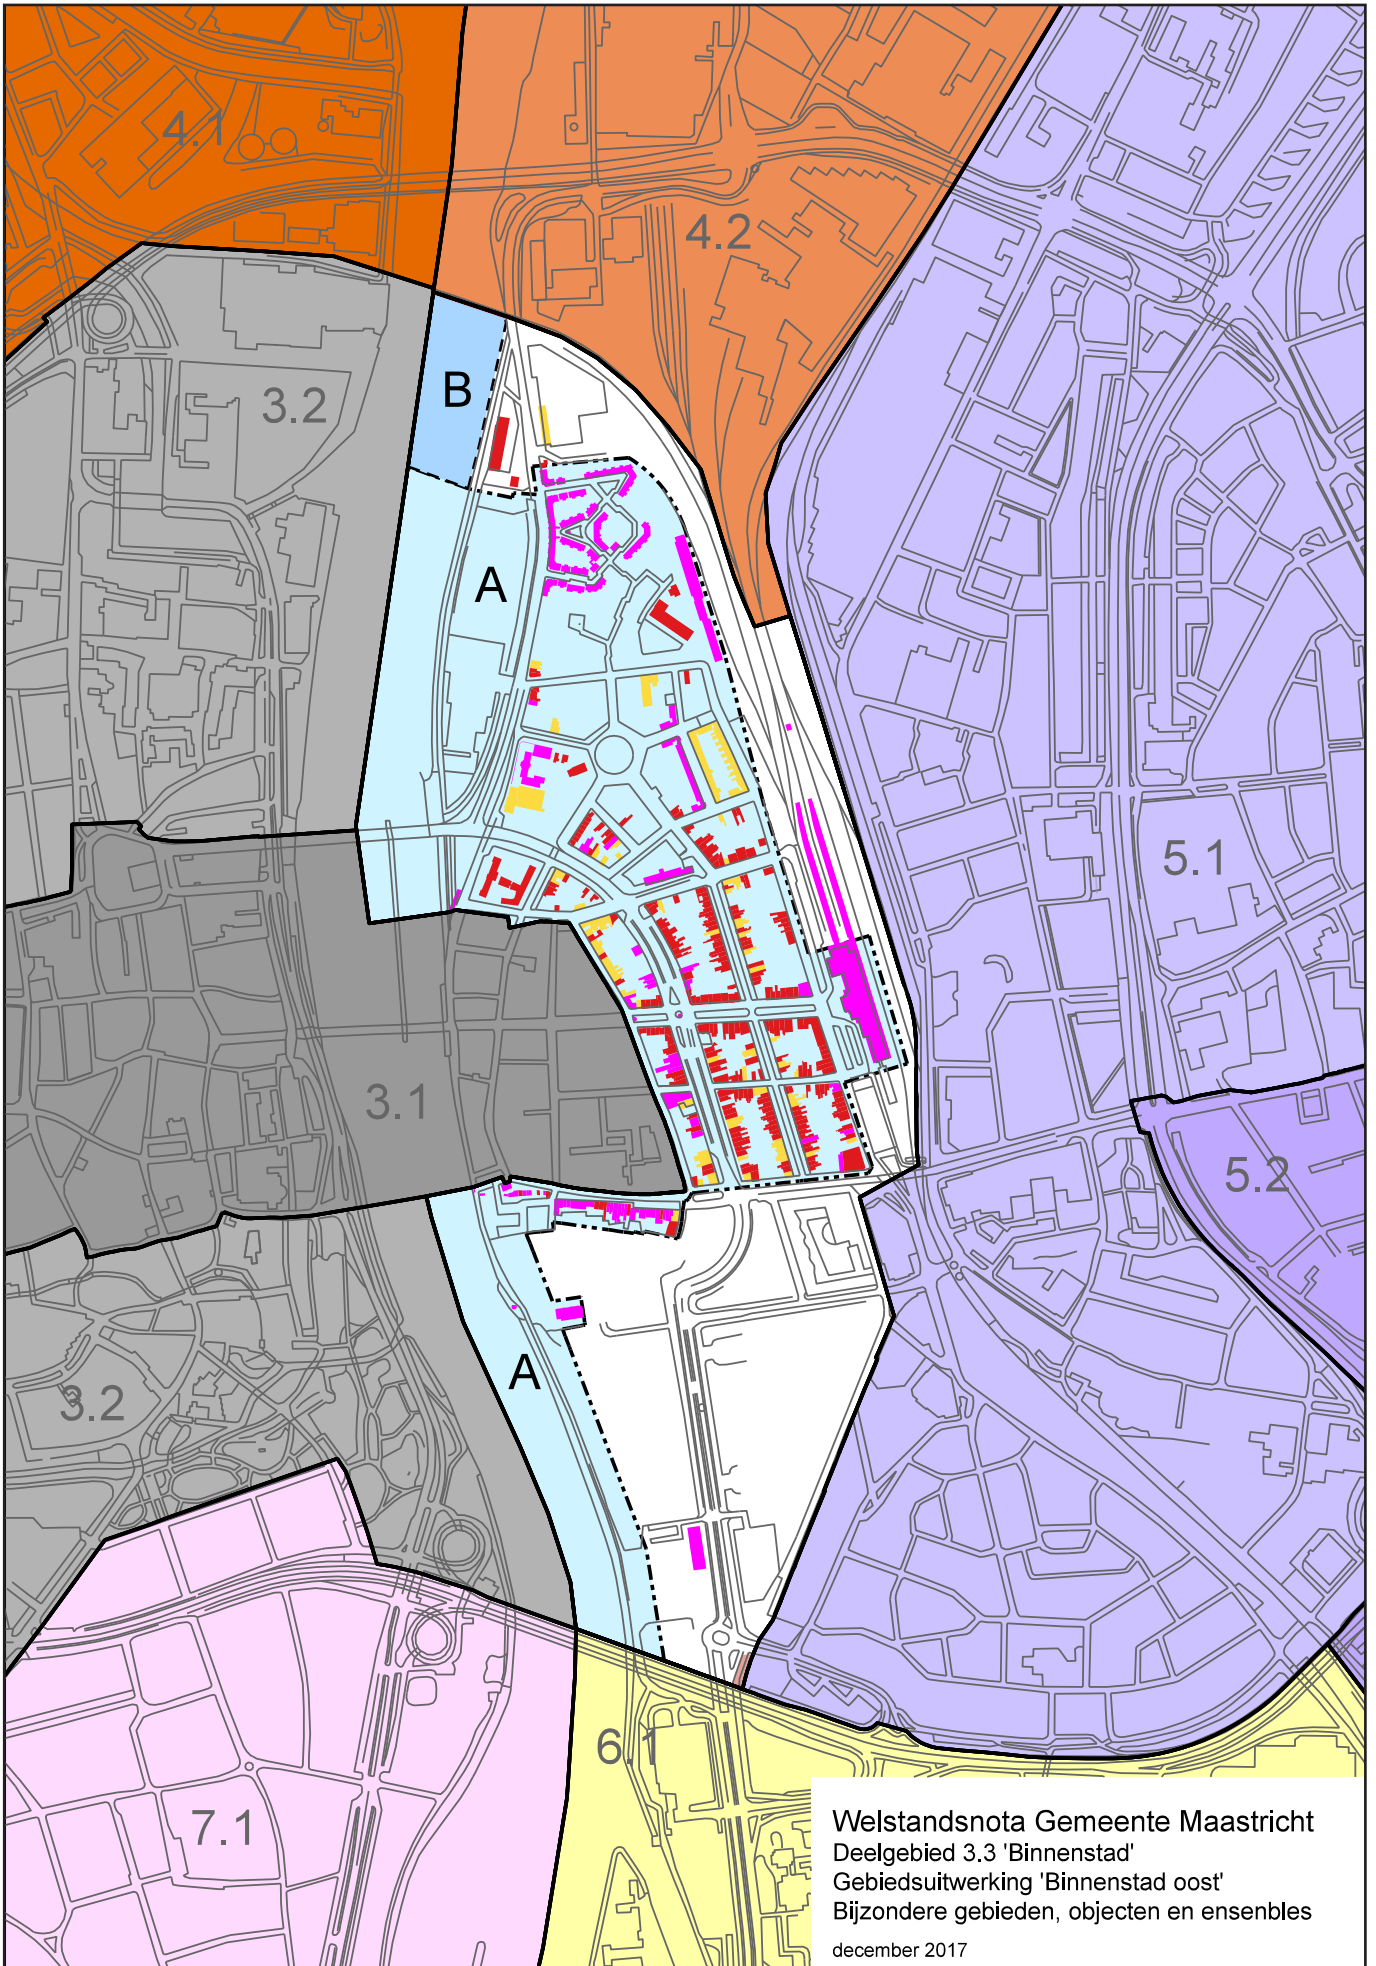 4.1
4.2
B
3.2
A
5.1
3.1
5.2
A
3.2
6.1
7.1
Welstandsnota Gemeente Maastricht
Deelgebied 3.3 'Binnenstad'
Gebiedsuitwerking 'Binnenstad oost'
Bijzondere gebieden, objecten en ensenbles
december 2017